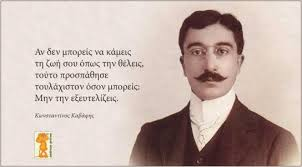 Αν δεν μπορείς να κάμεις
τη ζωή σου όπως την θέλεις,
τούτο προσπάθησε
τουλάχιστον όσον μπορείς:
Μην την εξευτελίζεις.
Κωνσταντίνος Καβάφης